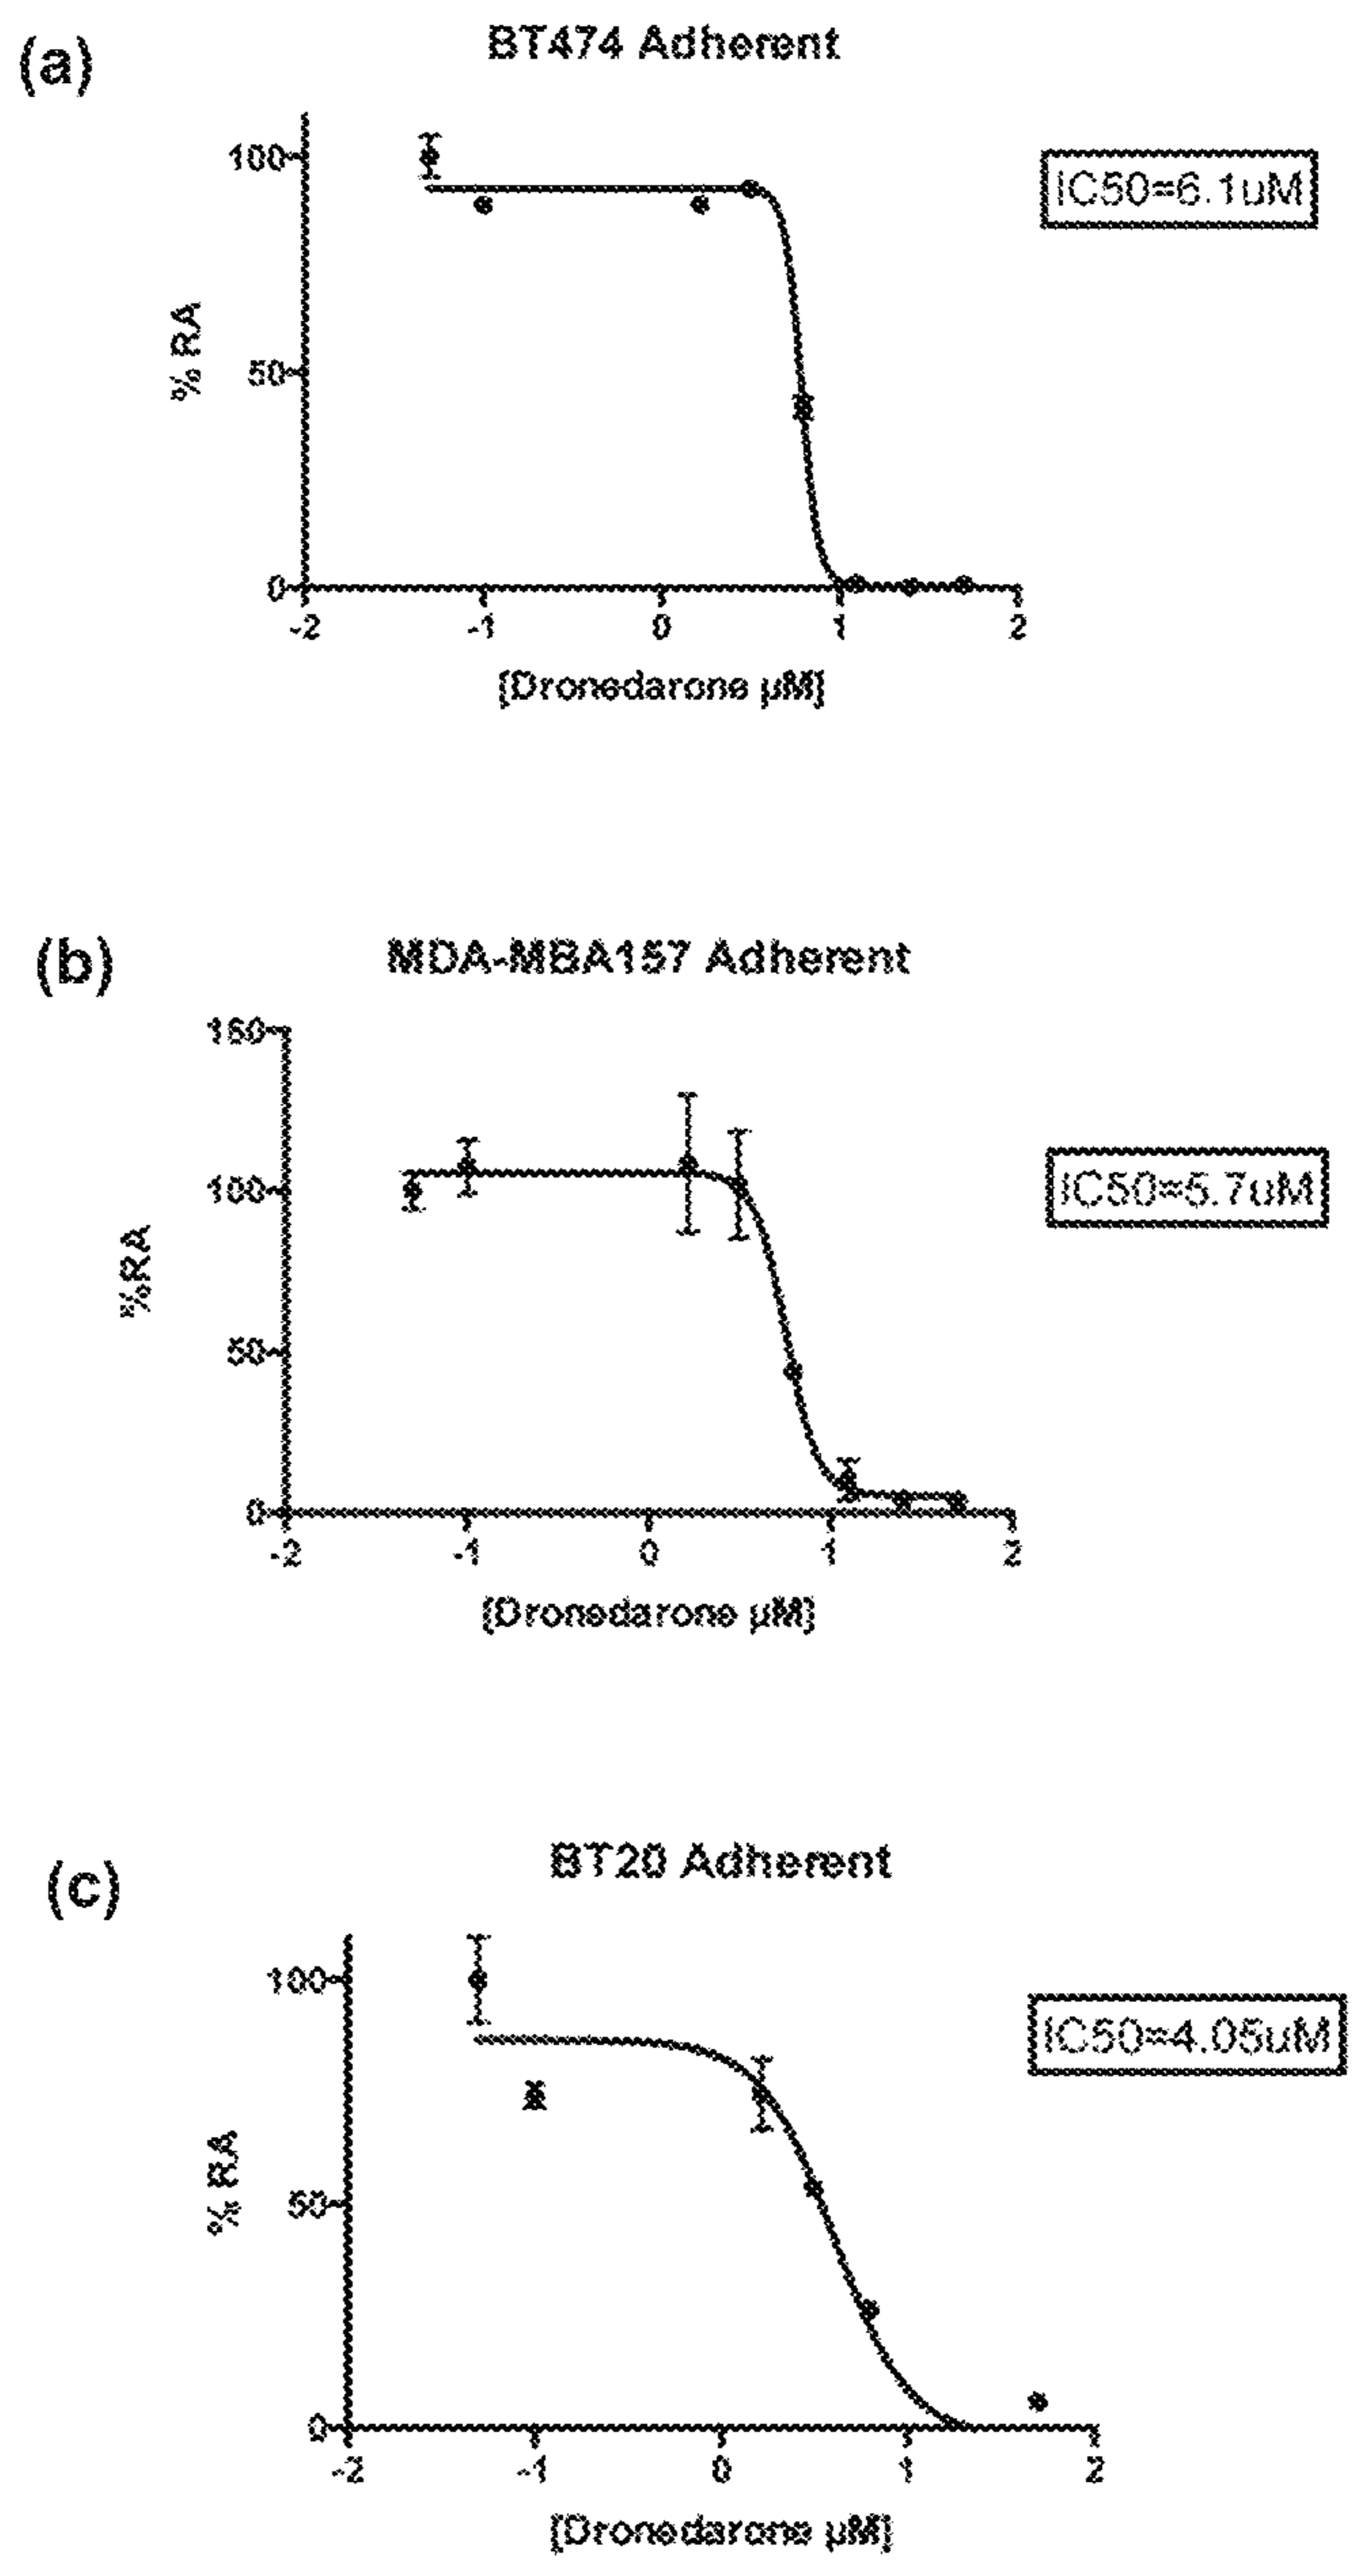 (a)
BT474 Adherent
100
50
0
% RA
-2 -1 0 1 2
[Dronedarone µM]
IC50=6.1uM
(b)
MDA-MBA157 Adherent
150
100
50
0
%RA
-2 -1 0 1 2
[Dronedarone µM]
IC50=5.7uM
(c)
BT20 Adherent
100
50
0
% RA
-2 -1 0 1 2
[Dronedarone µM]
IC50=4.05uM